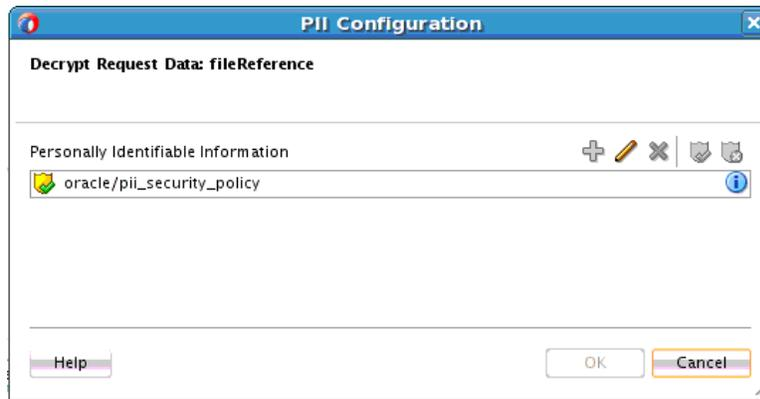 PII Configuration
Decrypt Request Data: fileReference
Personally Identifiable Information
oracle/pii_security_policy
Help
OK
Cancel